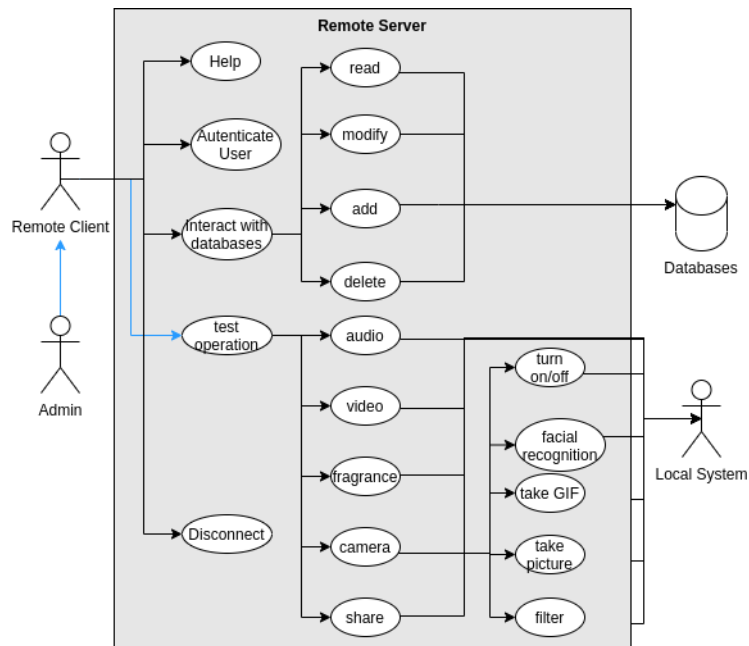 Remote Server
Help
read
Autenticate
User
modify
Remote Client
Interact with
databases
add
Databases
delete
test
operation
audio
turn
on/off
Admin
video
facial
recognition
Local System
fragrance
take GIF
Disconnect
camera
take
picture
share
filter